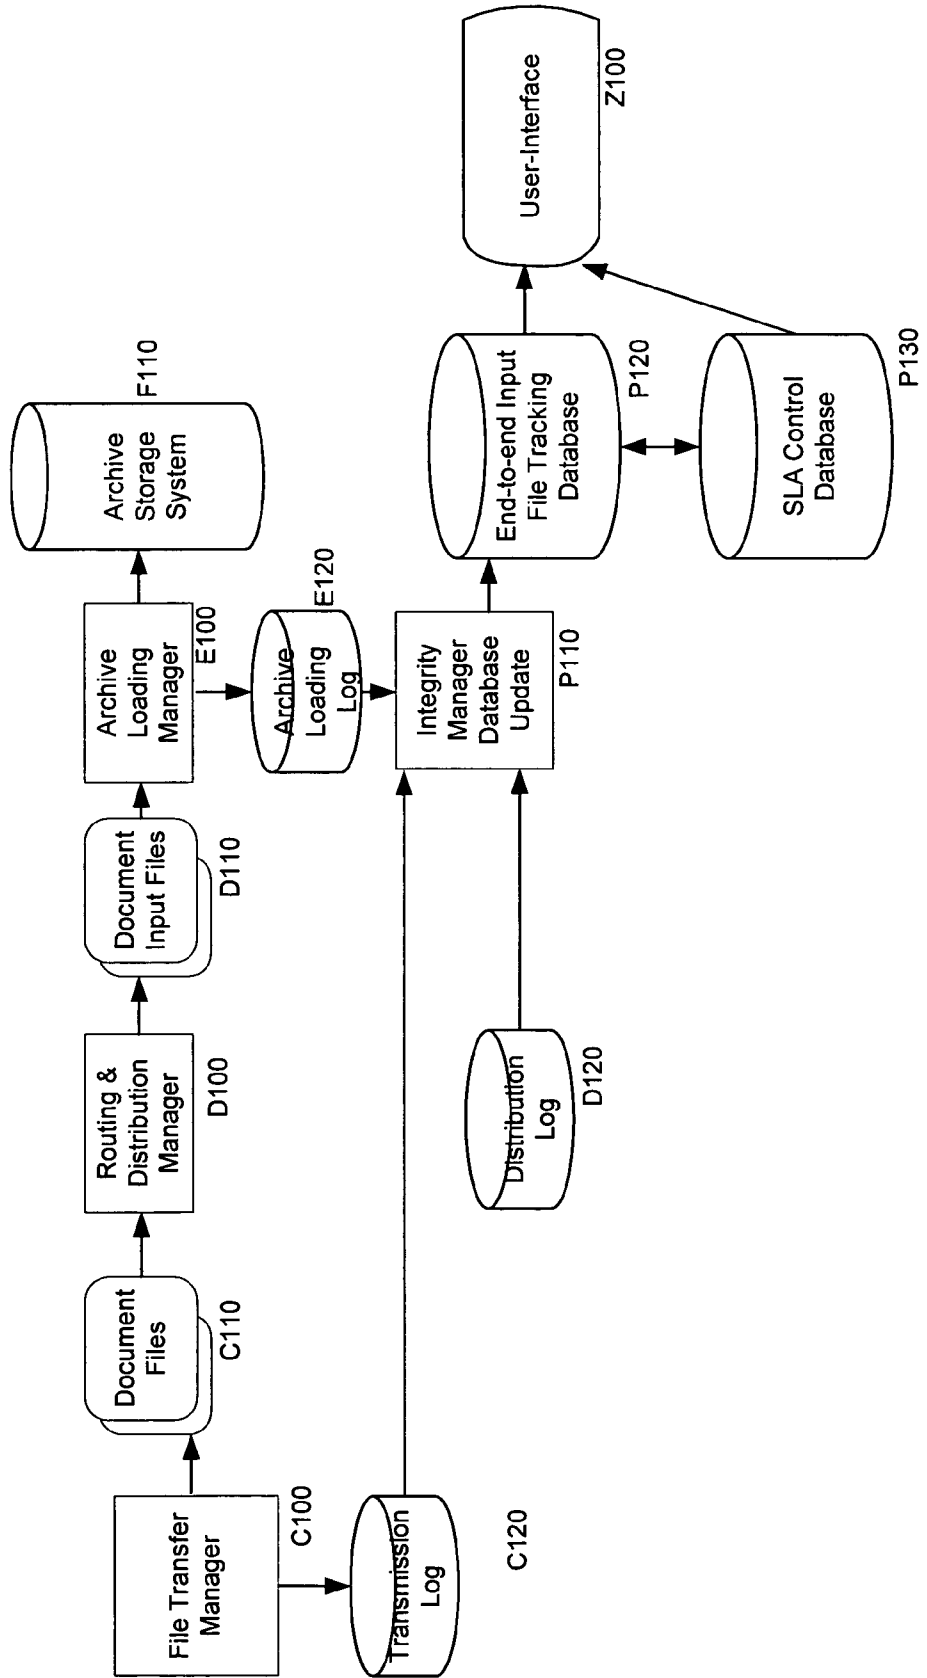 File Transfer
Manager
C100
Document
Files
C110
Routing &
Distribution
Manager
D100
Document
Input Files
D110
Archive
Loading
Manager
E100
Archive
Storage
System
F110
Transmission
Log
C120
Distribution
Log
D120
Archive
Loading
Log
E120
Integrity
Manager
Database
Update
P110
End-to-end Input
File Tracking
Database
P120
SLA Control
Database
P130
User-Interface
Z100